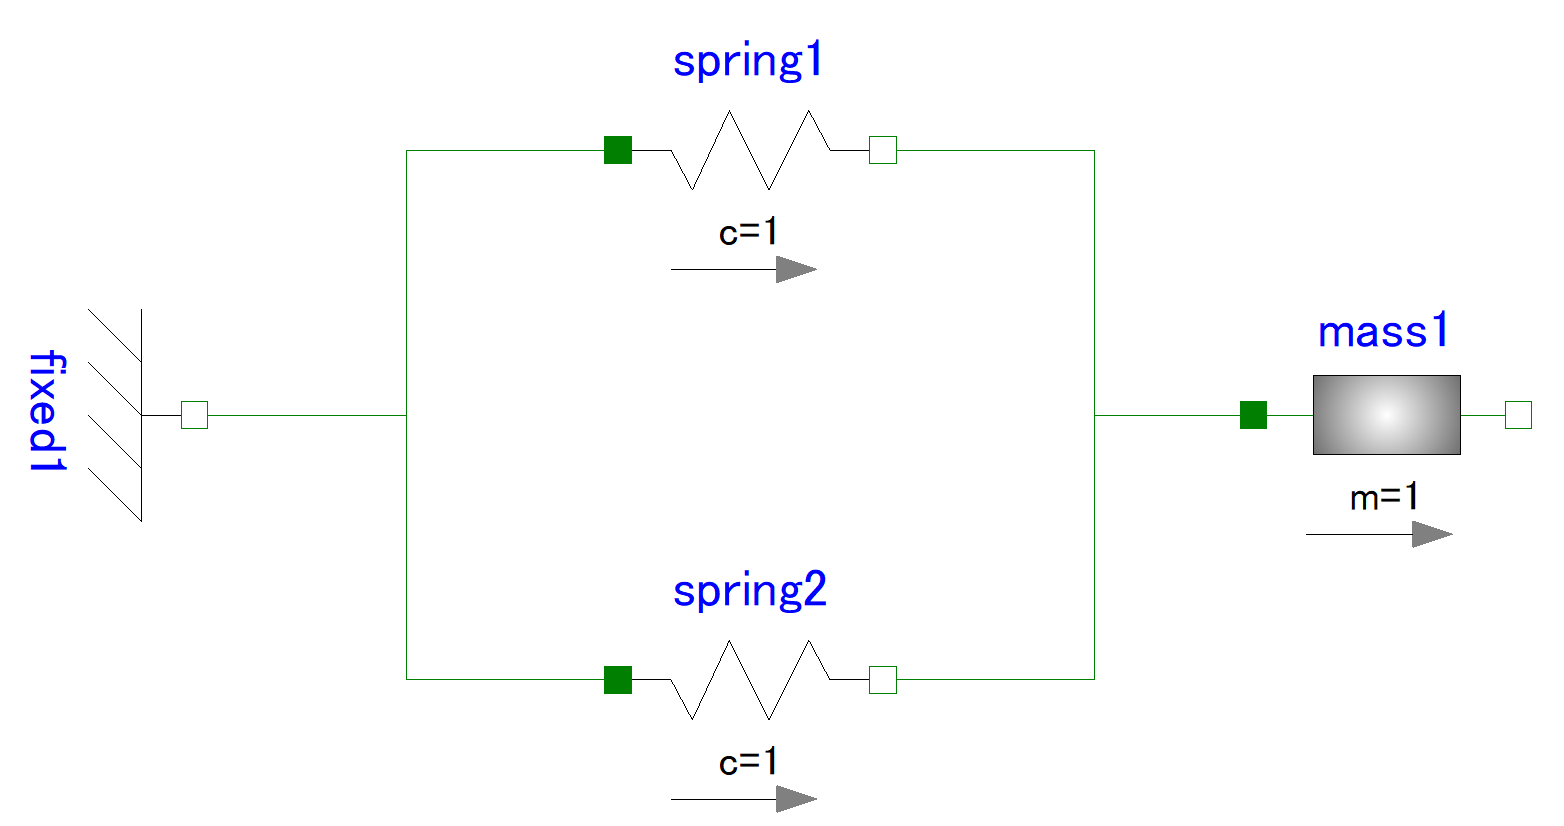 spring1
c=1
fixed1
mass1
m=1
spring2
c=1